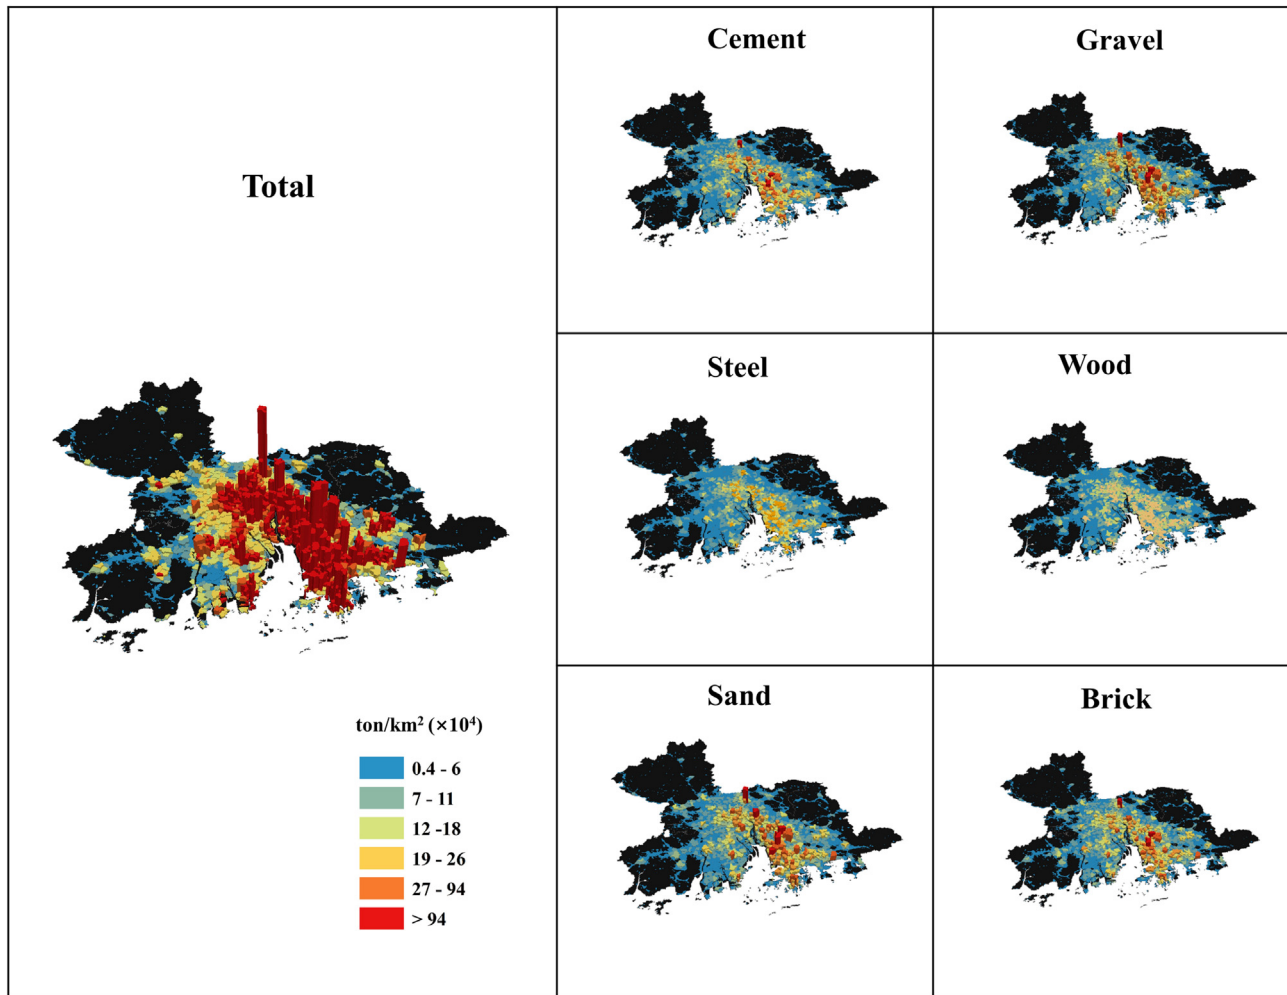 Total
ton/km² (×10⁴)
0.4 - 6
7 - 11
12 -18
19 - 26
27 - 94
> 94
Cement
Gravel
Steel
Wood
Sand
Brick